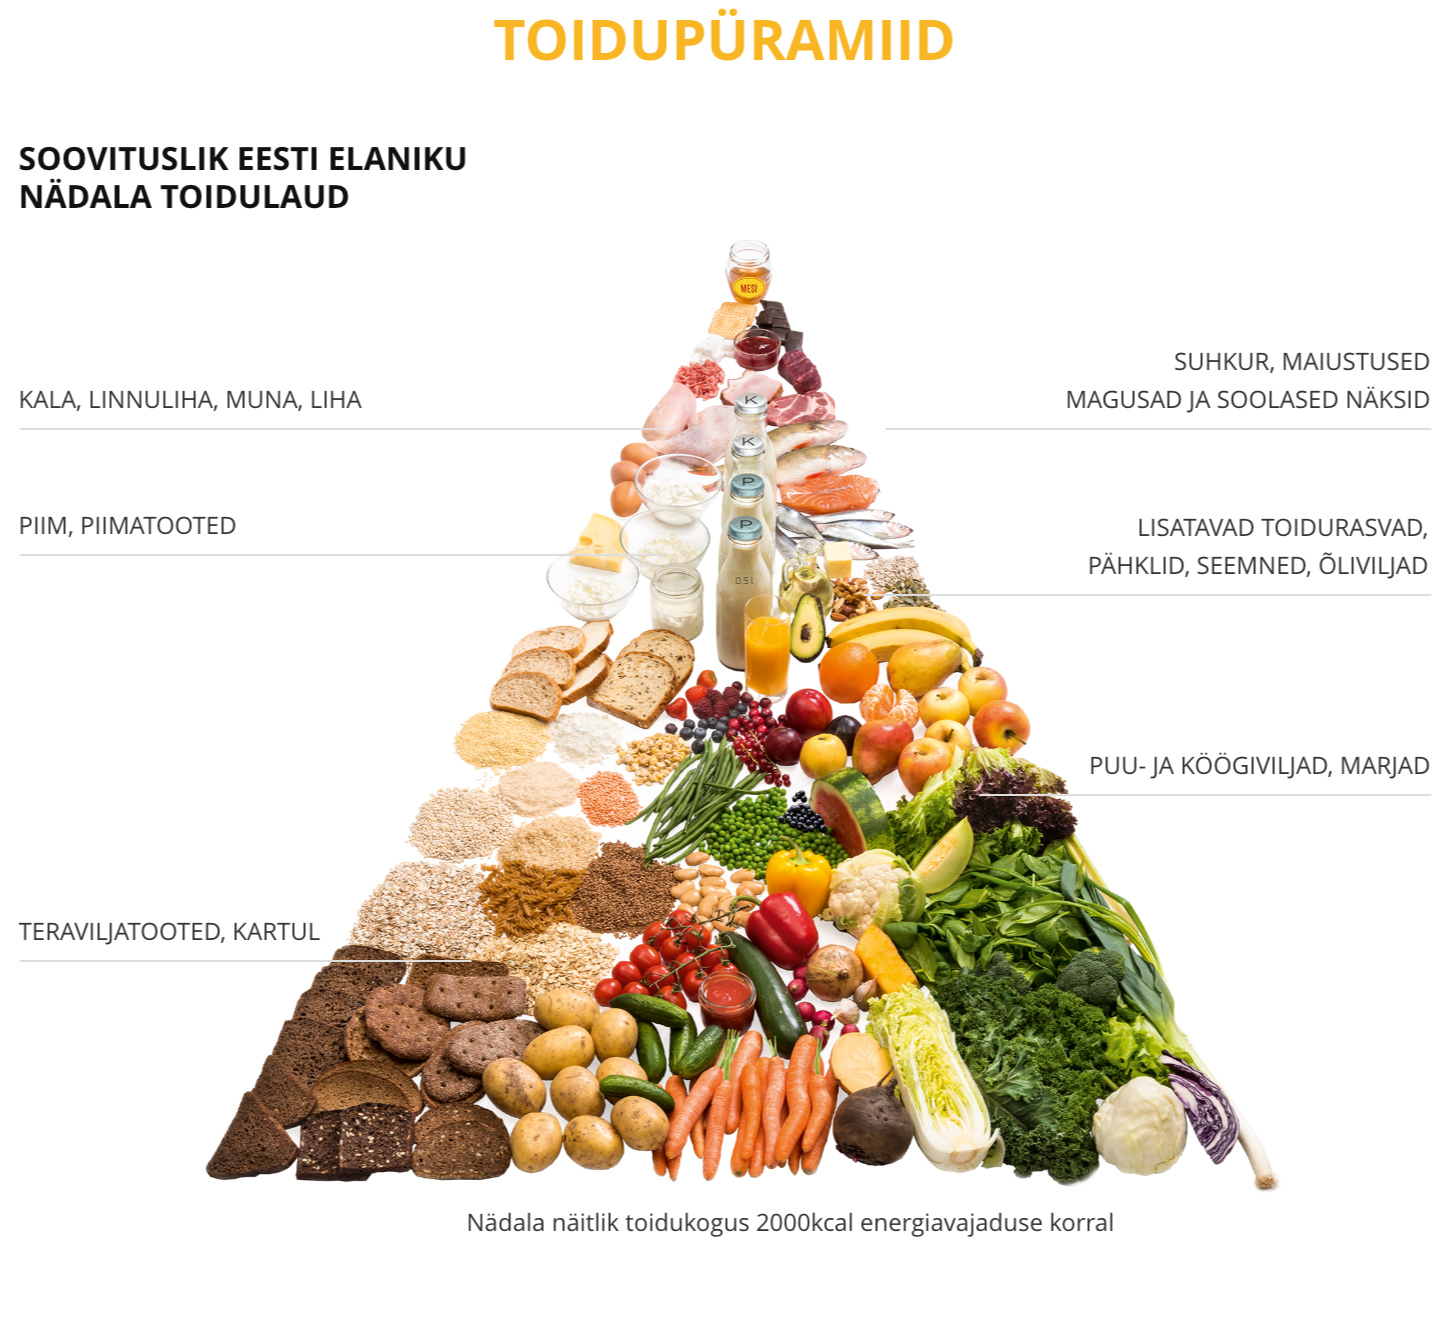 TOIDUPÜRAMIID
SOOVITUSLIK EESTI ELANIKU
NÄDALA TOIDULAUD
MESI
SUHKUR, MAIUSTUSED
MAGUSAD JA SOOLASED NÄKSID
KALA, LINNULIHA, MUNA, LIHA
K
K
P
P
0.5 l
PIIM, PIIMATOOTED
LISATAVAD TOIDURASVAD,
PÄHKLID, SEEMNED, ÕLIVILJAD
PUU- JA KÖÖGIVILJAD, MARJAD
TERAVILJATOOTED, KARTUL
Nädala näitlik toidukogus 2000kcal energiavajaduse korral